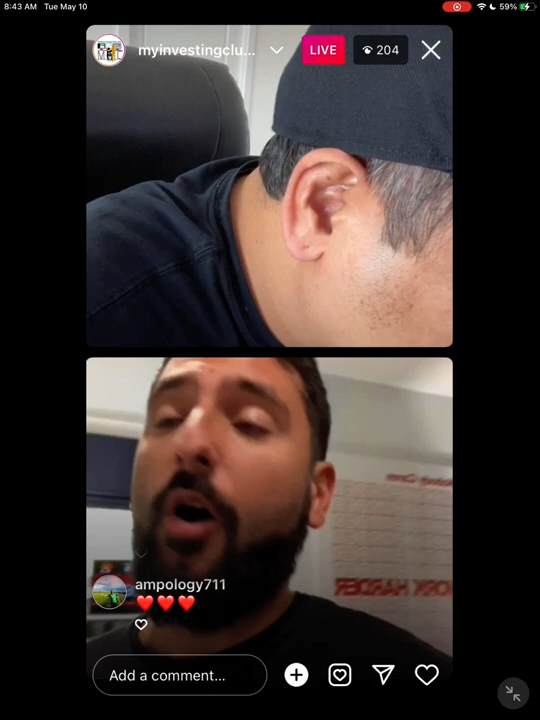 8:43 AM Tue May 10
59%
myinvestingclu...
LIVE
204
WORK HARDER
ampology711
Add a comment...